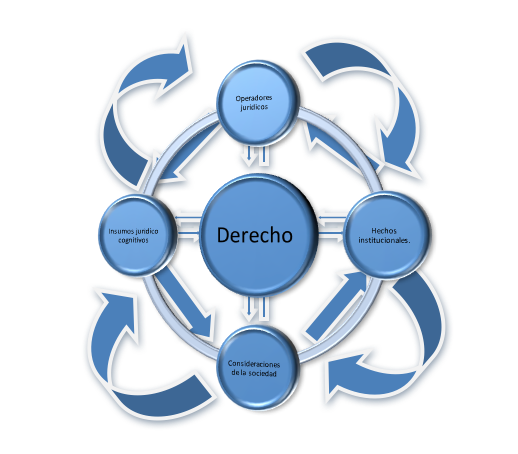 Operadores
jurídicos
Insumos jurídico
cognitivos
Derecho
Hechos
institucionales.
Consideraciones
de la sociedad